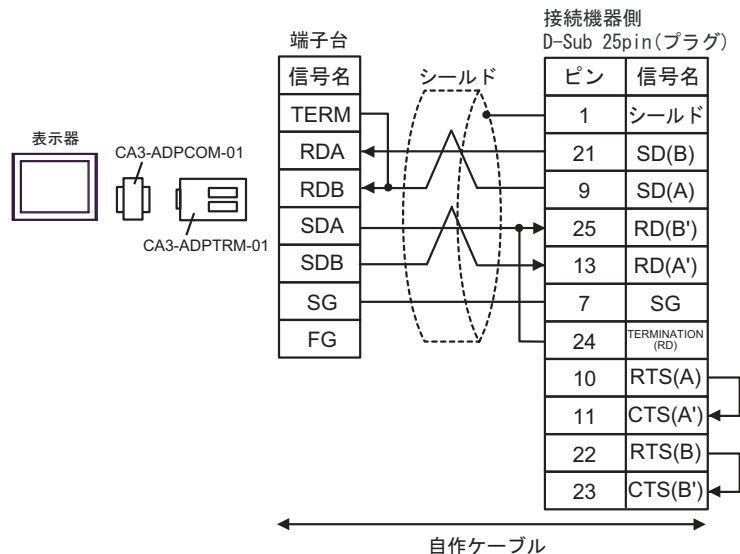 接続機器側
端子台 D-Sub 25pin(プラグ)
信号名 シールド ピン 信号名
TERM 1 シールド
表示器 CA3-ADPCOM-01 RDA 21 SD(B)
RDB 9 SD(A)
CA3-ADPTRM-01 SDA 25 RD(B')
SDB 13 RD(A')
SG 7 SG
FG 24 TERMINATION
(RD)
10 RTS(A)
11 CTS(A')
22 RTS(B)
23 CTS(B')
自作ケーブル